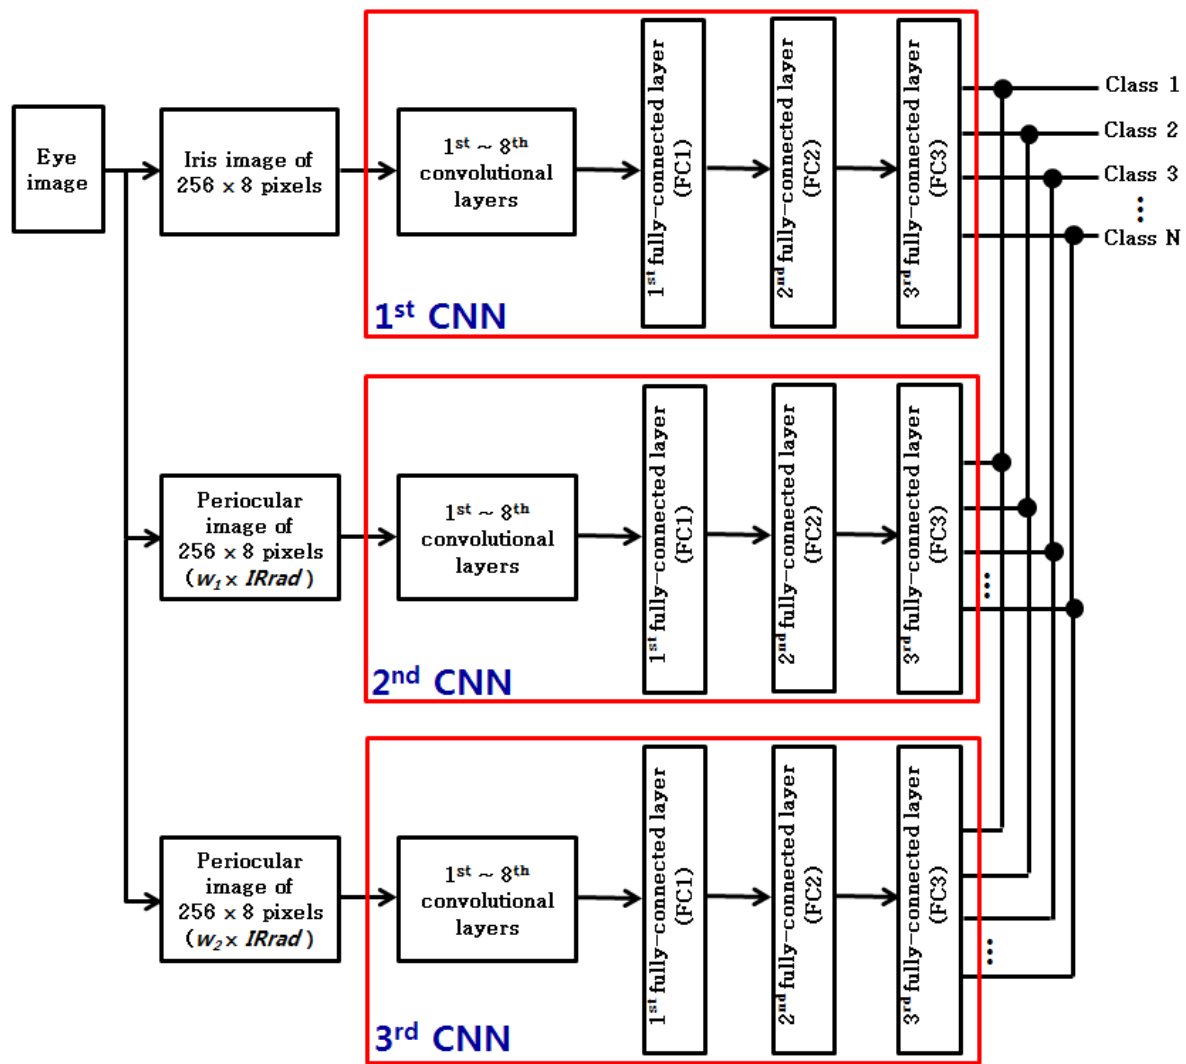 Eye
image
Iris image of
256 × 8 pixels
1st ~ 8th
convolutional
layers
1st fully-connected layer
(FC1)
2nd fully-connected layer
(FC2)
3rd fully-connected layer
(FC3)
Class 1
Class 2
Class 3
...
Class N
1st CNN
Periocular
image of
256 × 8 pixels
(w1 × IRrad)
1st ~ 8th
convolutional
layers
1st fully-connected layer
(FC1)
2nd fully-connected layer
(FC2)
3rd fully-connected layer
(FC3)
...
2nd CNN
Periocular
image of
256 × 8 pixels
(w2 × IRrad)
1st ~ 8th
convolutional
layers
1st fully-connected layer
(FC1)
2nd fully-connected layer
(FC2)
3rd fully-connected layer
(FC3)
...
3rd CNN